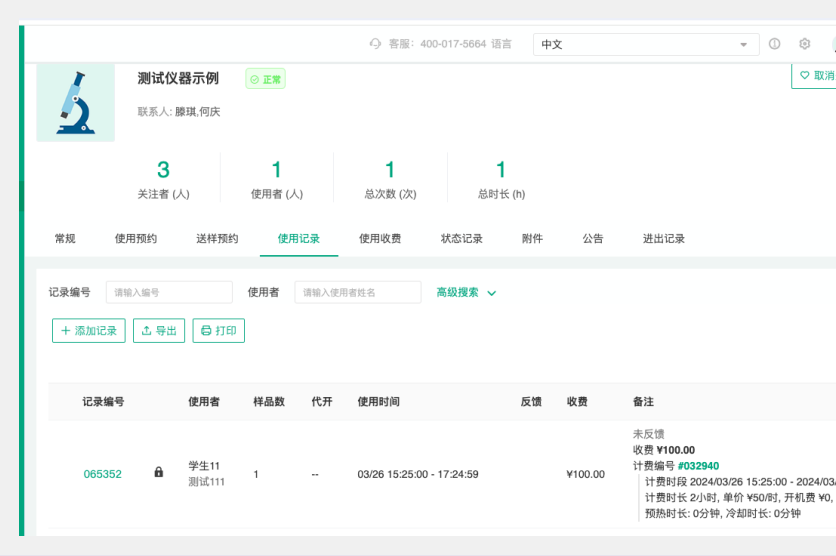 客服：400-017-5664 语言 中文
测试仪器示例 正常 取消
联系人: 滕琪,何庆
3 1 1 1
关注者 (人) 使用者 (人) 总次数 (次) 总时长 (h)
常规 使用预约 送样预约 使用记录 使用收费 状态记录 附件 公告 进出记录
记录编号 请输入编号 使用者 请输入使用者姓名 高级搜索
添加记录 导出 打印
记录编号 使用者 样品数 代开 使用时间 反馈 收费 备注
065352 学生11 测试111 1 -- 03/26 15:25:00 - 17:24:59 ¥100.00
未反馈
收费 ¥100.00
计费编号 #032940
计费时段 2024/03/26 15:25:00 - 2024/03/
计费时长 2小时, 单价 ¥50/时, 开机费 ¥0,
预热时长: 0分钟, 冷却时长: 0分钟